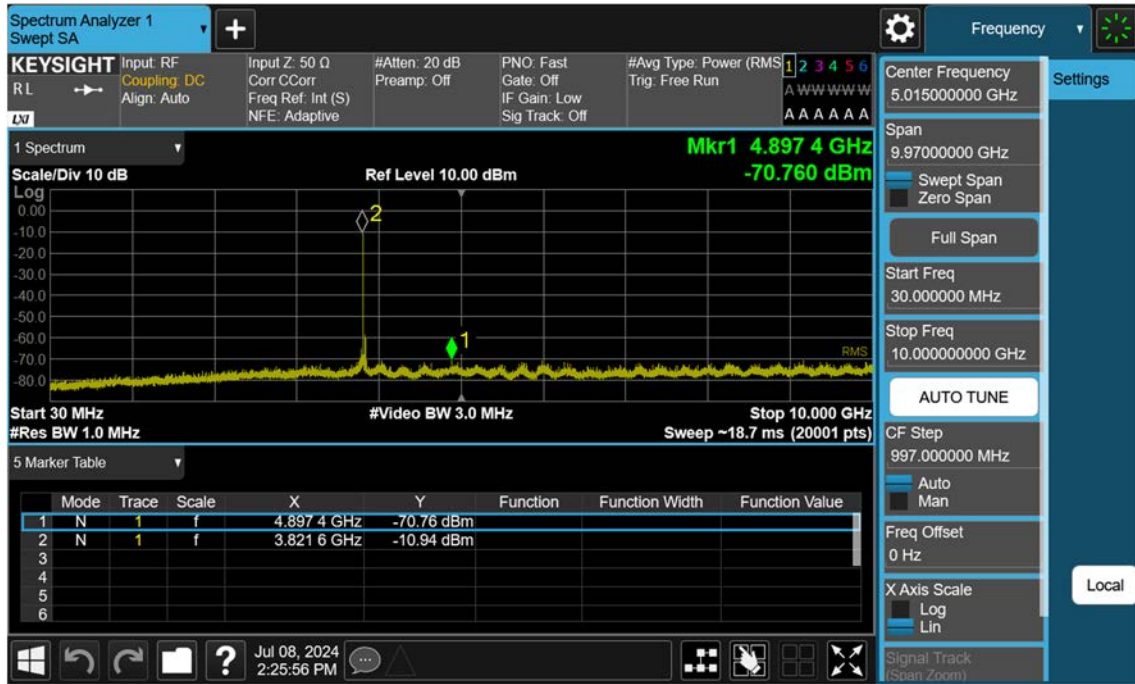 Spectrum Analyzer 1
Swept SA
+
Frequency
KEYSIGHT
RL
LXI
Input: RF
Coupling: DC
Align: Auto
Input Z: 50 Ω
Corr CCorr
Freq Ref: Int (S)
NFE: Adaptive
#Atten: 20 dB
Preamp: Off
PNO: Fast
Gate: Off
IF Gain: Low
Sig Track: Off
#Avg Type: Power (RMS
Trig: Free Run
1 2 3 4 5 6
A W W W W W
A A A A A A
1 Spectrum
Mkr1 4.897 4 GHz
-70.760 dBm
Scale/Div 10 dB
Ref Level 10.00 dBm
Log
0.00
-10.0
-20.0
-30.0
-40.0
-50.0
-60.0
-70.0
-80.0
2
1
RMS
Start 30 MHz
#Video BW 3.0 MHz
Stop 10.000 GHz
#Res BW 1.0 MHz
Sweep ~18.7 ms (20001 pts)
5 Marker Table
Mode Trace Scale X Y Function Function Width Function Value
1 N 1 f 4.897 4 GHz -70.76 dBm
2 N 1 f 3.821 6 GHz -10.94 dBm
3
4
5
6
Center Frequency
5.015000000 GHz
Settings
Span
9.97000000 GHz
Swept Span
Zero Span
Full Span
Start Freq
30.000000 MHz
Stop Freq
10.000000000 GHz
AUTO TUNE
CF Step
997.000000 MHz
Auto
Man
Freq Offset
0 Hz
X Axis Scale
Log
Lin
Local
Signal Track
(Span Zoom)
?
Jul 08, 2024
2:25:56 PM